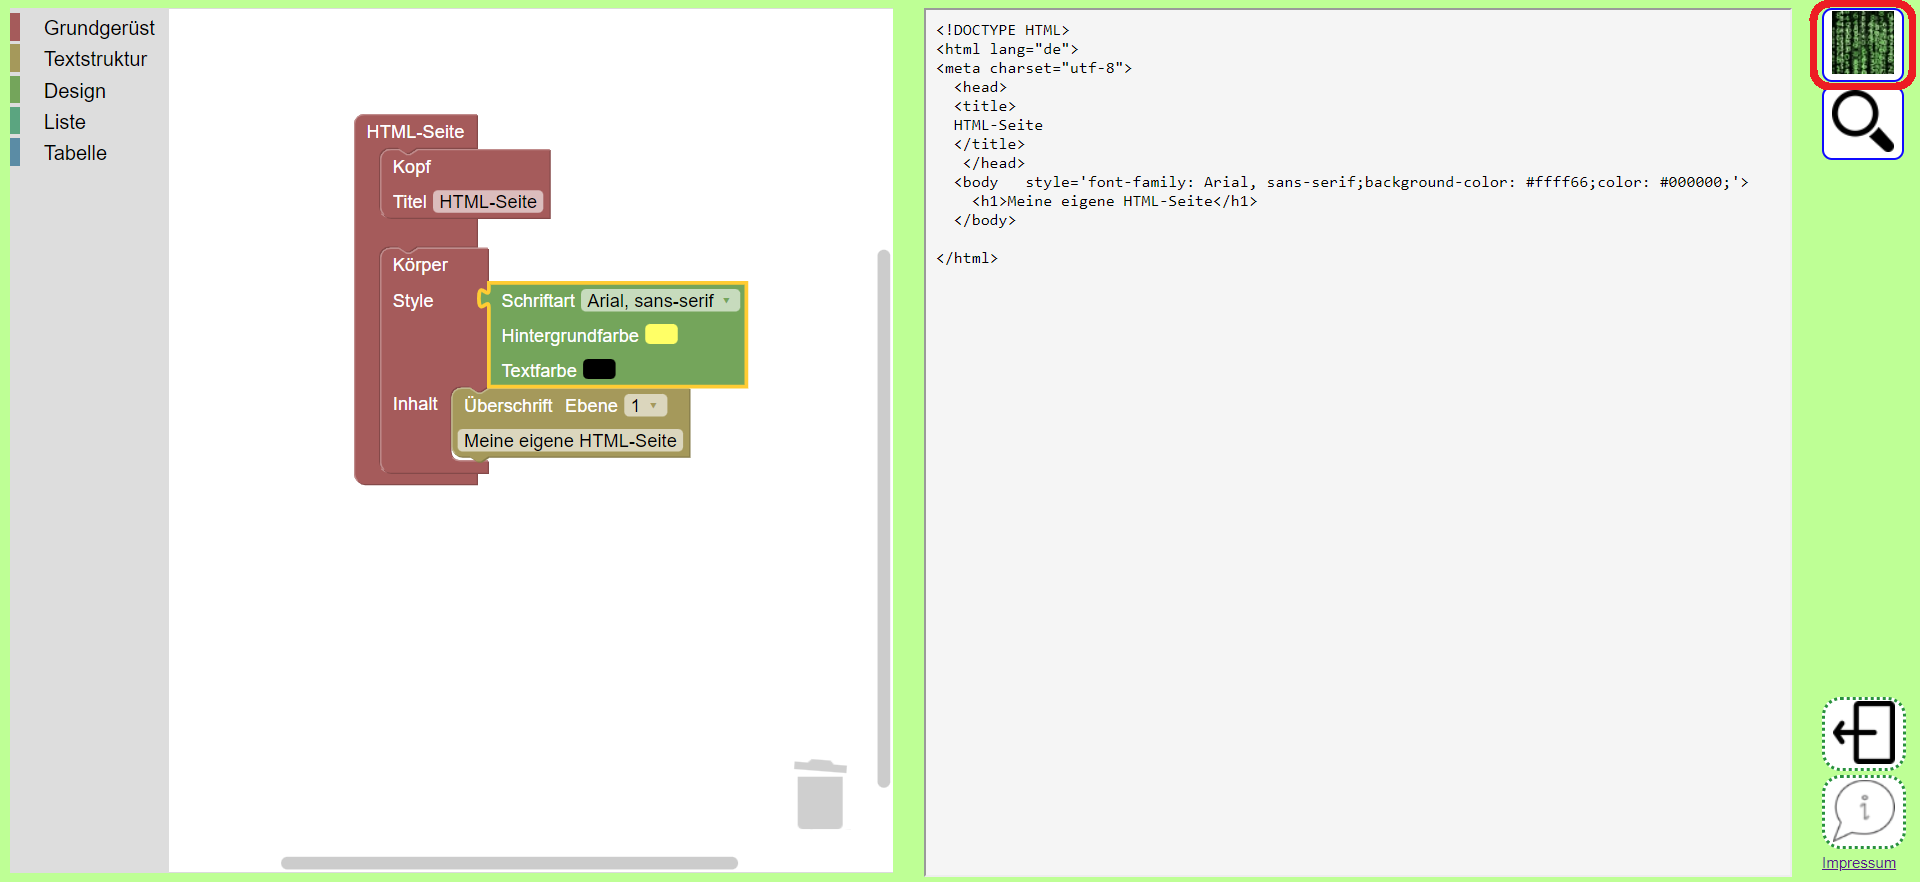 Grundgerüst
Textstruktur
Design
Liste
Tabelle
HTML-Seite
Kopf
Titel HTML-Seite
Körper
Style
Schriftart Arial, sans-serif
Hintergrundfarbe
Textfarbe
Inhalt
Überschrift Ebene 1
Meine eigene HTML-Seite
<!DOCTYPE HTML>
<html lang="de">
<meta charset="utf-8">
<head>
<title>
HTML-Seite
</title>
</head>
<body   style='font-family: Arial, sans-serif;background-color: #ffff66;color: #000000;'>
<h1>Meine eigene HTML-Seite</h1>
</body>
</html>
i
Impressum